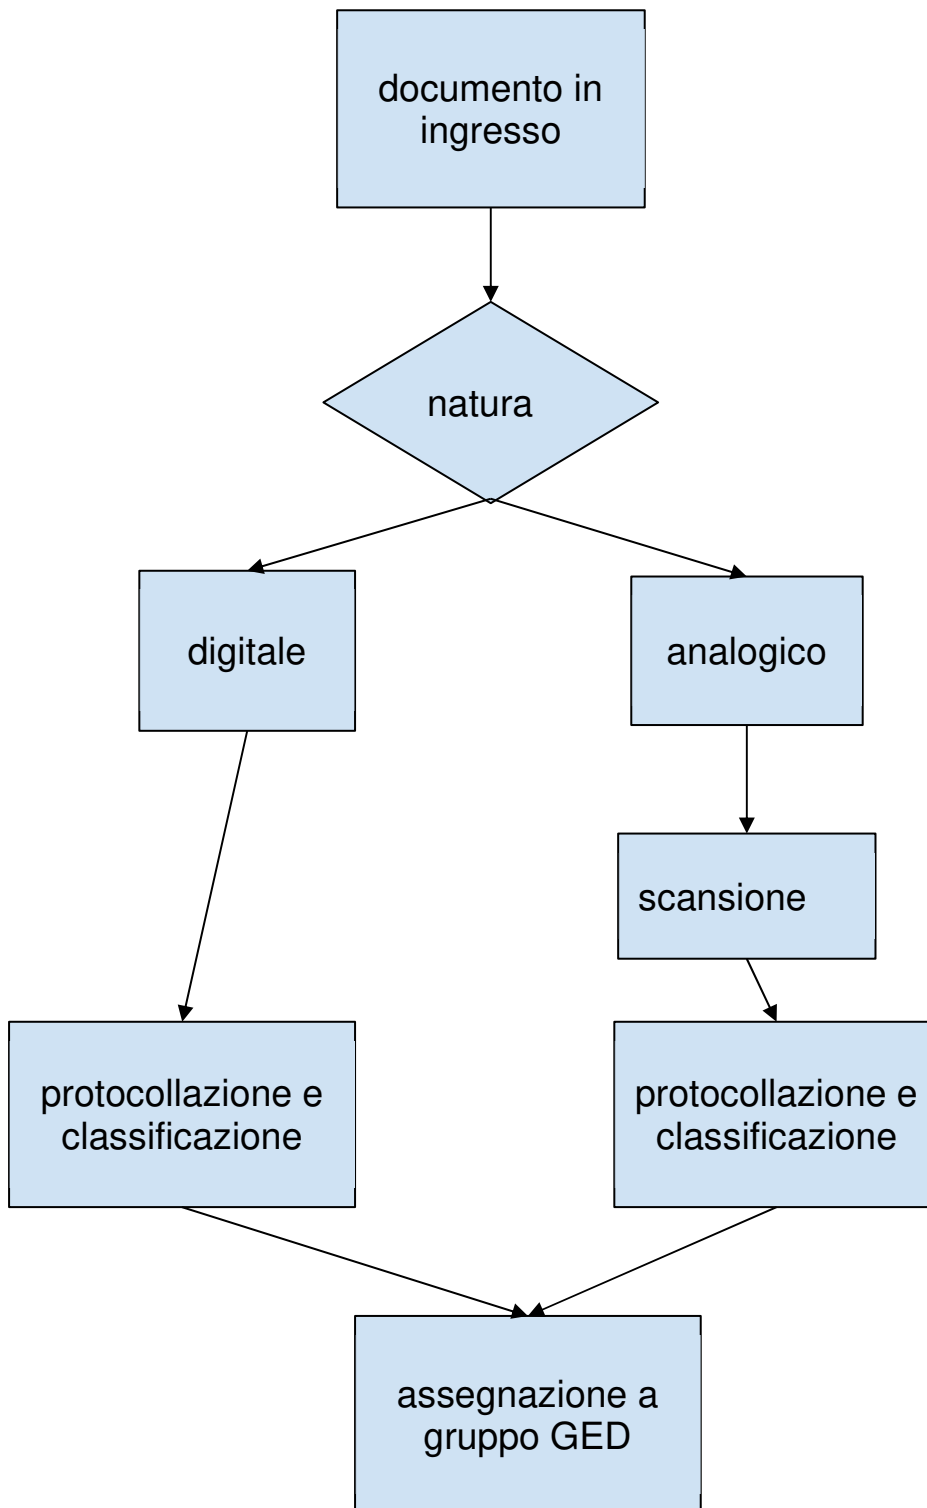 documento in
ingresso
natura
digitale
analogico
scansione
protocollazione e
classificazione
protocollazione e
classificazione
assegnazione a
gruppo GED